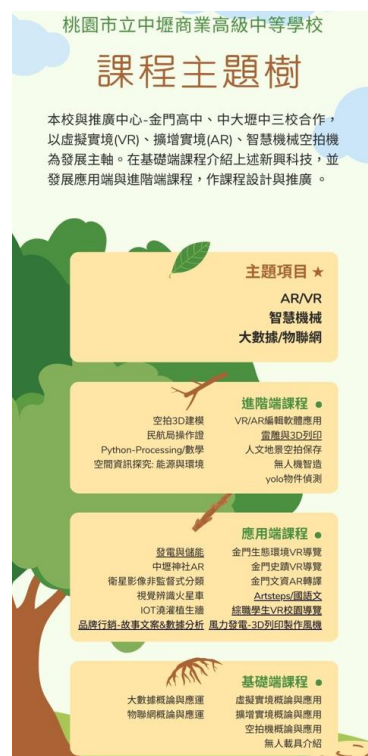 桃園市立中壢商業高級中等學校
課程主題樹
本校與推廣中心-金門高中、中大壢中三校合作，
以虛擬實境(VR)、擴增實境(AR)、智慧機械空拍機
為發展主軸。在基礎端課程介紹上述新興科技，並
發展應用端與進階端課程，作課程設計與推廣 。
主題項目 ★
AR/VR
智慧機械
大數據/物聯網
進階端課程 ●
空拍3D建模
民航局操作證
Python-Processing/數學
空間資訊探究: 能源與環境
VR/AR編輯軟體應用
雷雕與3D列印
人文地景空拍保存
無人機智造
yolo物件偵測
應用端課程 ●
發電與儲能
中壢神社AR
衛星影像非監督式分類
視覺辨識火星車
IOT澆灌植生牆
品牌行銷-故事文案&數據分析
金門生態環境VR導覽
金門史蹟VR導覽
金門文資AR轉譯
Artsteps/國語文
綜職學生VR校園導覽
風力發電-3D列印製作風機
基礎端課程 ●
大數據概論與應運
物聯網概論與應運
虛擬實境概論與應用
擴增實境概論與應用
空拍機概論與應用
無人載具介紹